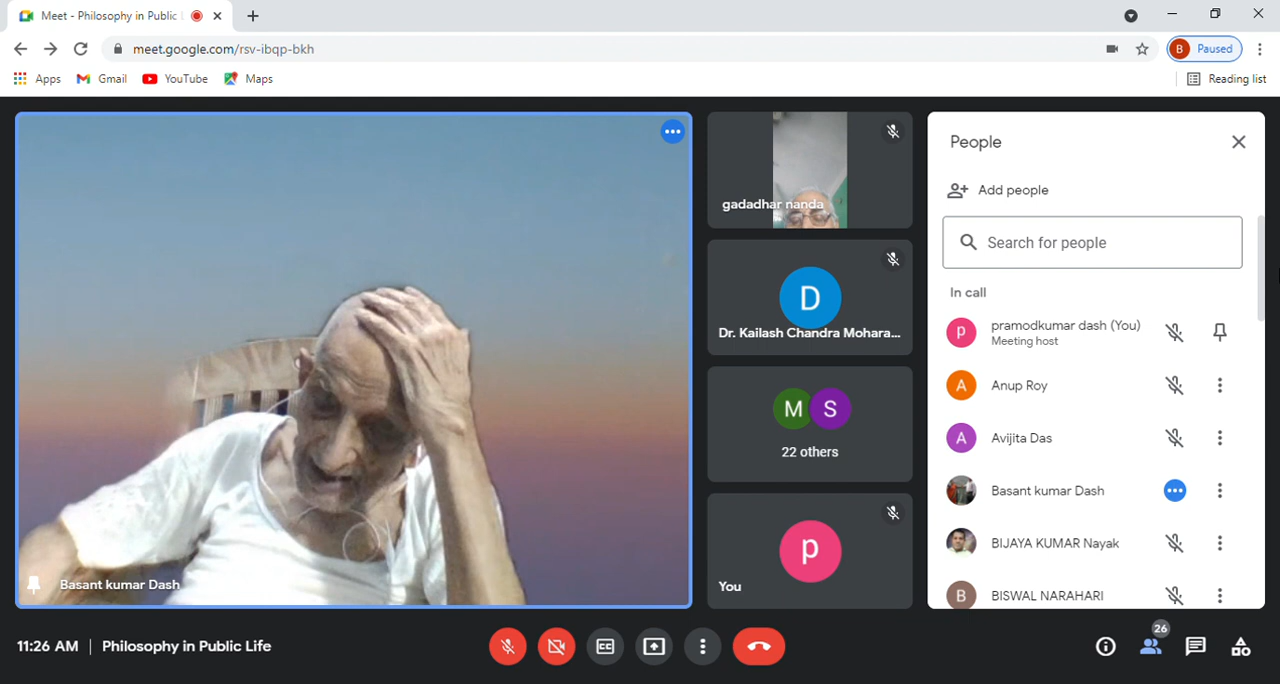 Meet - Philosophy in Public
meet.google.com/rsv-ibqp-bkh
B Paused
Apps Gmail YouTube Maps Reading list
gadadhar nanda
D
Dr. Kailash Chandra Mohara...
M S
22 others
p
You
Basant kumar Dash
People
Add people
Search for people
In call
p pramodkumar dash (You)
Meeting host
A Anup Roy
A Avijita Das
Basant kumar Dash
BIJAYA KUMAR Nayak
B BISWAL NARAHARI
11:26 AM | Philosophy in Public Life
CC
26